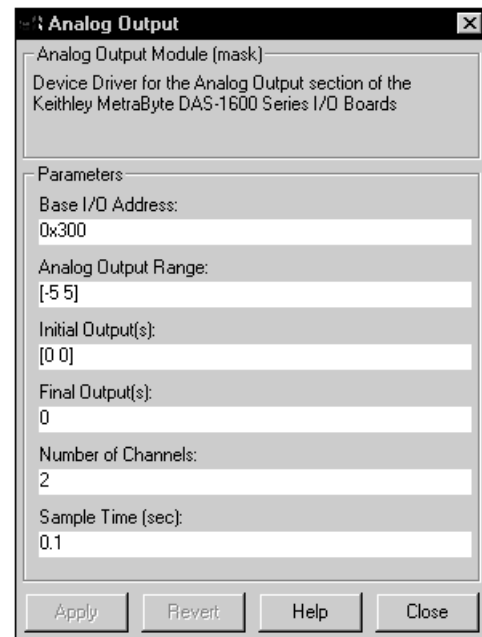 Analog Output
Analog Output Module (mask)
Device Driver for the Analog Output section of the
Keithley MetraByte DAS-1600 Series I/O Boards
Parameters
Base I/O Address:
0x300
Analog Output Range:
[-5 5]
Initial Output(s):
[0 0]
Final Output(s):
0
Number of Channels:
2
Sample Time (sec):
0.1
Apply
Revert
Help
Close